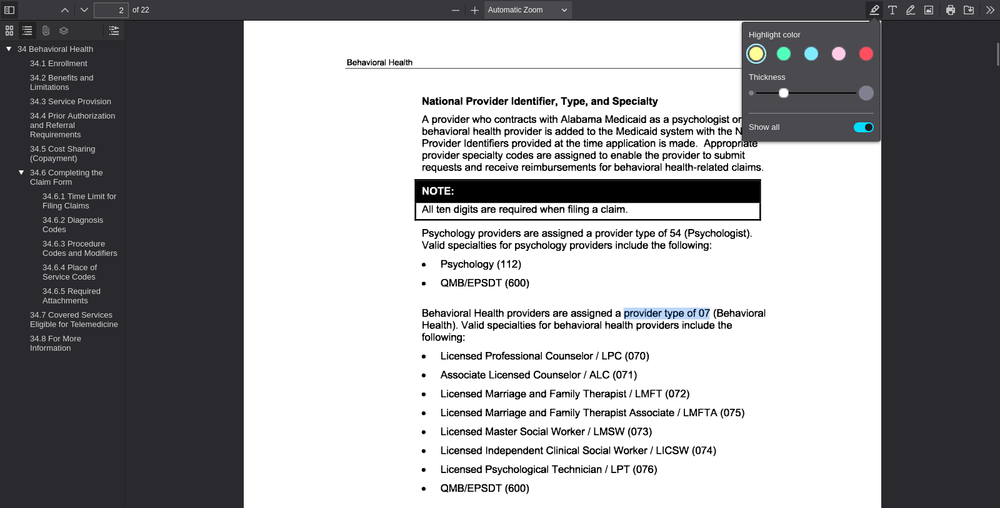 2
of 22
Automatic Zoom
34 Behavioral Health
34.1 Enrollment
34.2 Benefits and
Limitations
34.3 Service Provision
34.4 Prior Authorization
and Referral
Requirements
34.5 Cost Sharing
(Copayment)
34.6 Completing the
Claim Form
34.6.1 Time Limit for
Filing Claims
34.6.2 Diagnosis
Codes
34.6.3 Procedure
Codes and Modifiers
34.6.4 Place of
Service Codes
34.6.5 Required
Attachments
34.7 Covered Services
Eligible for Telemedicine
34.8 For More
Information
Behavioral Health
National Provider Identifier, Type, and Specialty
A provider who contracts with Alabama Medicaid as a psychologist or
behavioral health provider is added to the Medicaid system with the N
Provider Identifiers provided at the time application is made.  Appropriate
provider specialty codes are assigned to enable the provider to submit
requests and receive reimbursements for behavioral health-related claims.
NOTE:
All ten digits are required when filing a claim.
Psychology providers are assigned a provider type of 54 (Psychologist).
Valid specialties for psychology providers include the following:
• Psychology (112)
• QMB/EPSDT (600)
Behavioral Health providers are assigned a provider type of 07 (Behavioral
Health). Valid specialties for behavioral health providers include the
following:
• Licensed Professional Counselor / LPC (070)
• Associate Licensed Counselor / ALC (071)
• Licensed Marriage and Family Therapist / LMFT (072)
• Licensed Marriage and Family Therapist Associate / LMFTA (075)
• Licensed Master Social Worker / LMSW (073)
• Licensed Independent Clinical Social Worker / LICSW (074)
• Licensed Psychological Technician / LPT (076)
• QMB/EPSDT (600)
Highlight color
Thickness
Show all